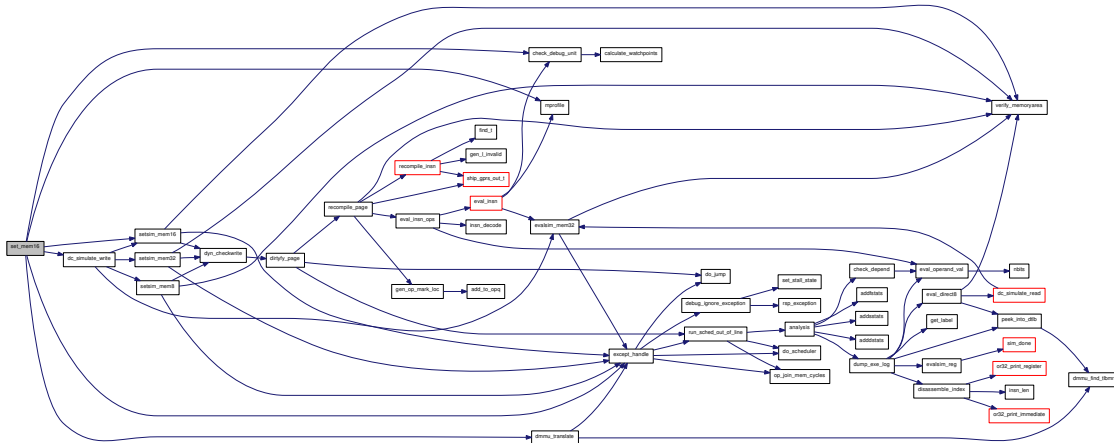 set_mem16
dc_simulate_write
setsim_mem16
setsim_mem32
setsim_mem8
dyn_checkwrite
dirtyfy_page
recompile_page
recompile_insn
find_t
gen_t_invalid
ship_gprs_out_t
eval_insn_ops
eval_insn
insn_decode
gen_op_mark_loc
add_to_opq
check_debug_unit
calculate_watchpoints
mprofile
evalsim_mem32
except_handle
dmmu_translate
do_jump
debug_ignore_exception
set_stall_state
rsp_exception
run_sched_out_of_line
do_scheduler
op_join_mem_cycles
analysis
check_depend
addfstats
addsstats
adddstats
dump_exe_log
eval_operand_val
nbits
eval_direct8
dc_simulate_read
get_label
peek_into_dtlb
evalsim_reg
sim_done
disassemble_index
or32_print_register
insn_len
or32_print_immediate
verify_memoryarea
dmmu_find_tlbmr